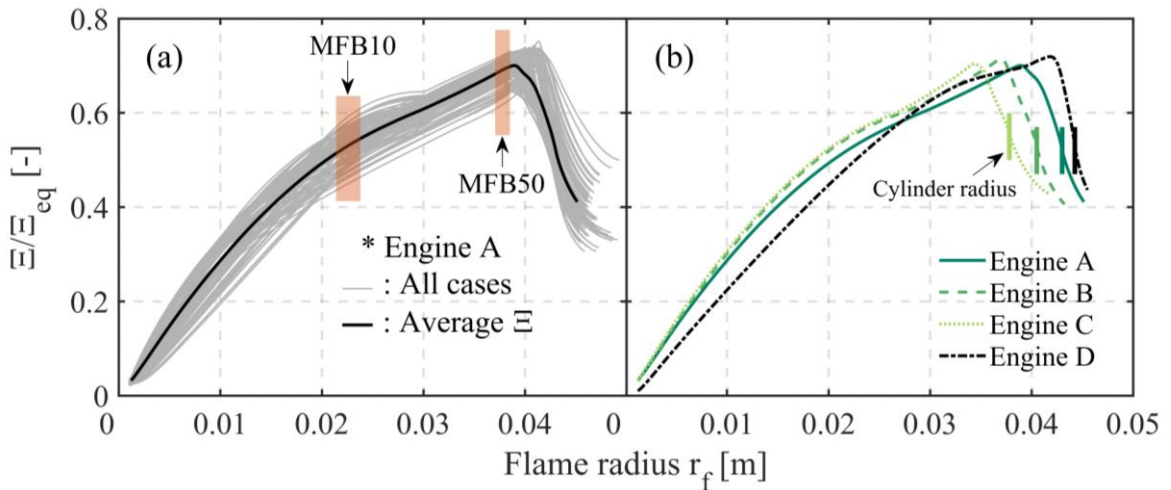 Ξ/Ξeq [-]
0.8
0.6
0.4
0.2
0
(a)
MFB10
MFB50
* Engine A
: All cases
: Average Ξ
0 0.01 0.02 0.03 0.04 0
(b)
Cylinder radius
Engine A
Engine B
Engine C
Engine D
0.01 0.02 0.03 0.04 0.05
Flame radius rf [m]